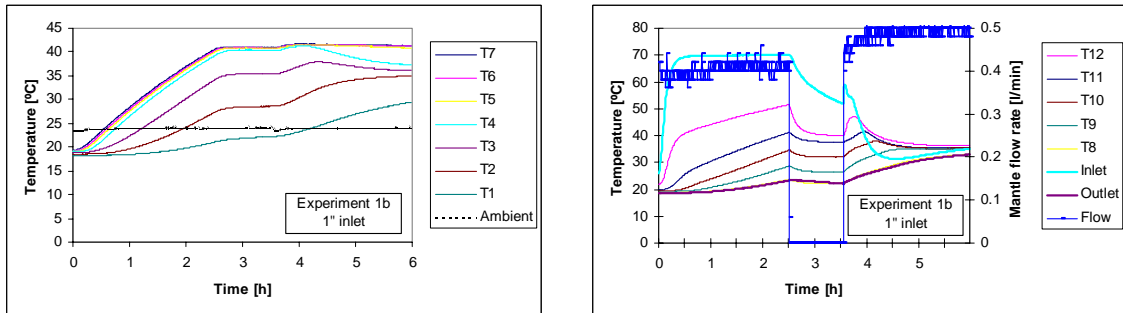 45
40
35
30
25
20
15
10
5
0
Temperature [ºC]
0 1 2 3 4 5 6
Time [h]
Experiment 1b
1" inlet
T7
T6
T5
T4
T3
T2
T1
Ambient
80
70
60
50
40
30
20
10
0
Temperature [ºC]
0 1 2 3 4 5
Time [h]
0.5
0.4
0.3
0.2
0.1
0
Mantle flow rate [l/min]
Experiment 1b
1" inlet
T12
T11
T10
T9
T8
Inlet
Outlet
Flow